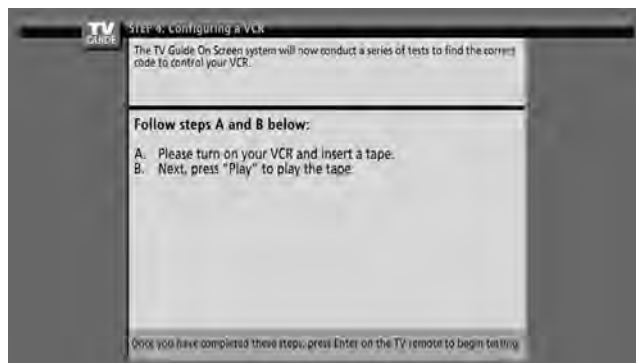 TV
GUIDE
STEP 4: Configuring a VCR
The TV Guide On Screen system will now conduct a series of tests to find the correct
code to control your VCR.
Follow steps A and B below:
A. Please turn on your VCR and insert a tape.
B. Next, press "Play" to play the tape.
Once you have completed these steps, press Enter on the TV remote to begin testing